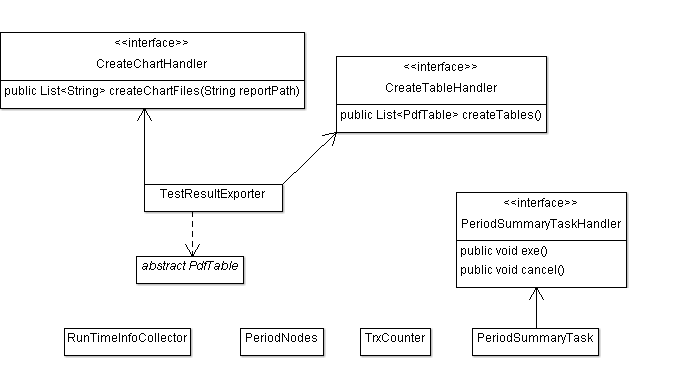 <<interface>>
CreateChartHandler
public List<String> createChartFiles(String reportPath)
<<interface>>
CreateTableHandler
public List<PdfTable> createTables()
TestResultExporter
<<interface>>
PeriodSummaryTaskHandler
public void exe()
public void cancel()
abstract PdfTable
RunTimeInfoCollector
PeriodNodes
TrxCounter
PeriodSummaryTask